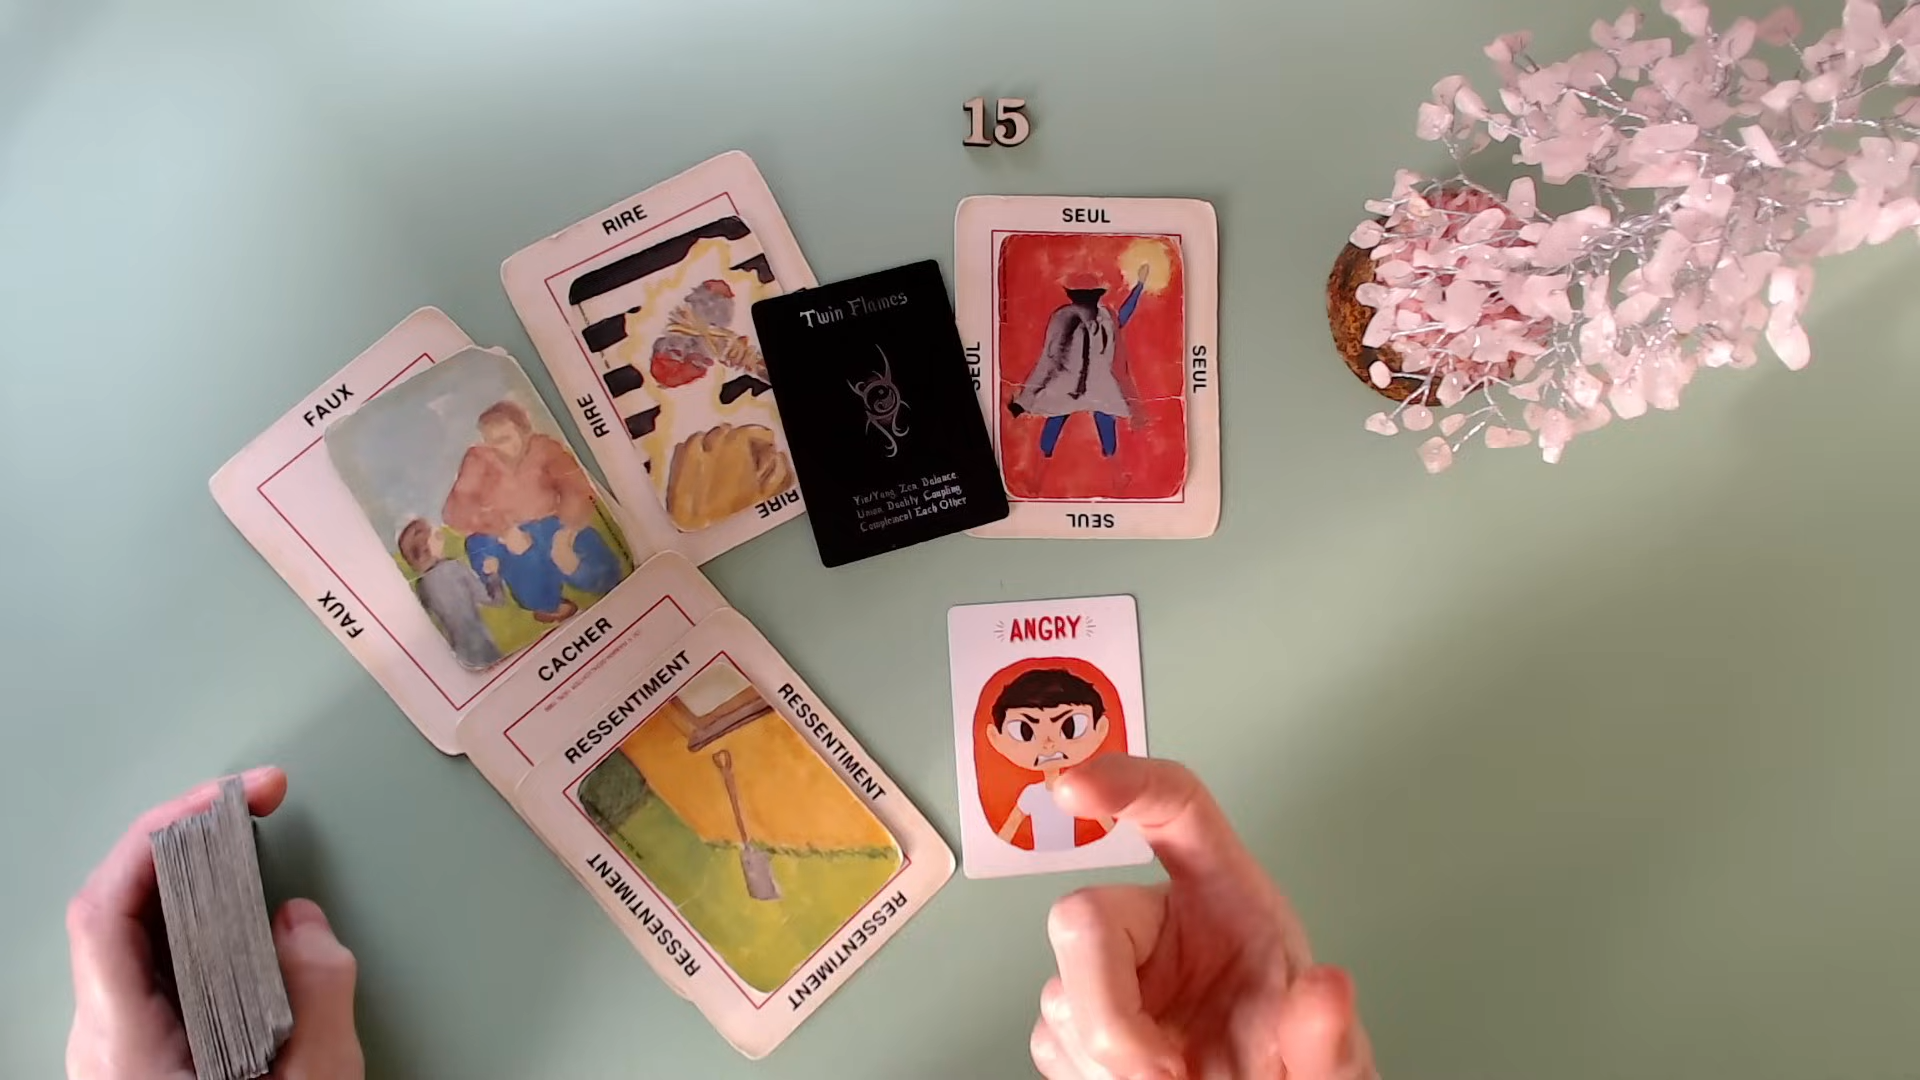 15
RIRE
RIRE
RIRE
SEUL
SEUL
SEUL
SEUL
Twin Flames
Yin/Yang, Zen, Balance,
Union, Duality, Coupling,
Complement Each Other
FAUX
FAUX
CACHER
RESSENTIMENT
RESSENTIMENT
RESSENTIMENT
RESSENTIMENT
ANGRY